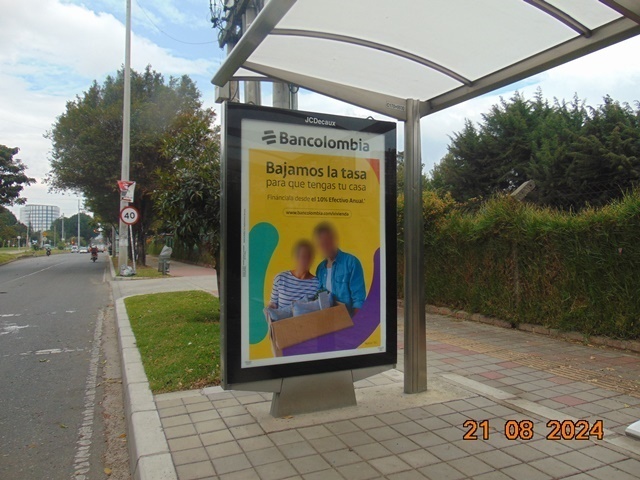 JCDecaux
Bancolombia
Bajamos la tasa
para que tengas tu casa
Fináncialo desde el 10% Efectivo Anual*
40
21 08 2024